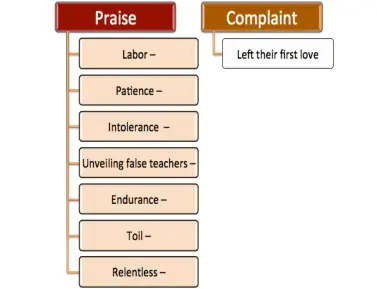 Praise
Labor –
Patience –
Intolerance –
Unveiling false teachers –
Endurance –
Toil –
Relentless –
Complaint
Left their first love